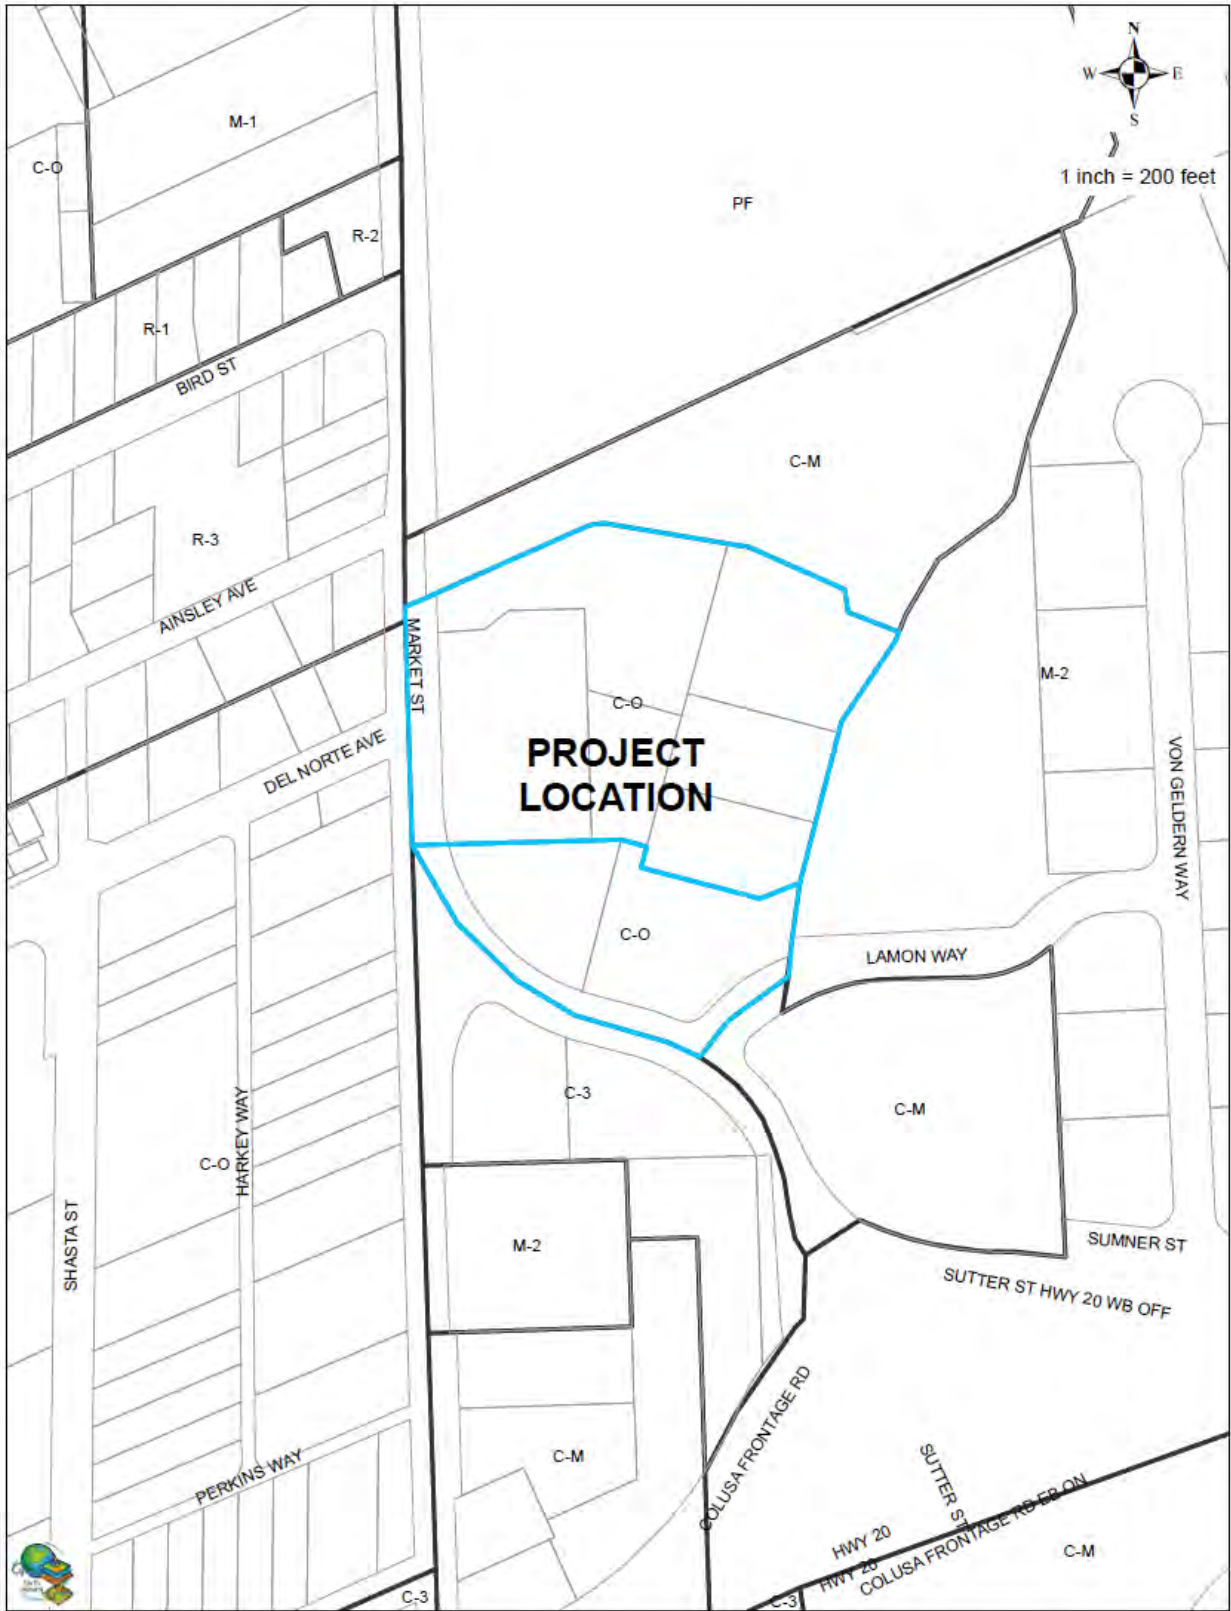 N
W E
S
1 inch = 200 feet
M-1
C-O
PF
R-2
R-1
BIRD ST
C-M
R-3
AINSLEY AVE
MARKET ST
M-2
C-O
PROJECT
LOCATION
DEL NORTE AVE
VON GELDERN WAY
C-O
LAMON WAY
C-3
C-M
HARKEY WAY
C-O
SHASTA ST
M-2
SUMNER ST
SUTTER ST HWY 20 WB OFF
COLUSA FRONTAGE RD
C-M
PERKINS WAY
SUTTER ST
HWY 20
HWY 20
COLUSA FRONTAGE RD EB ON
C-M
C-3
C-3